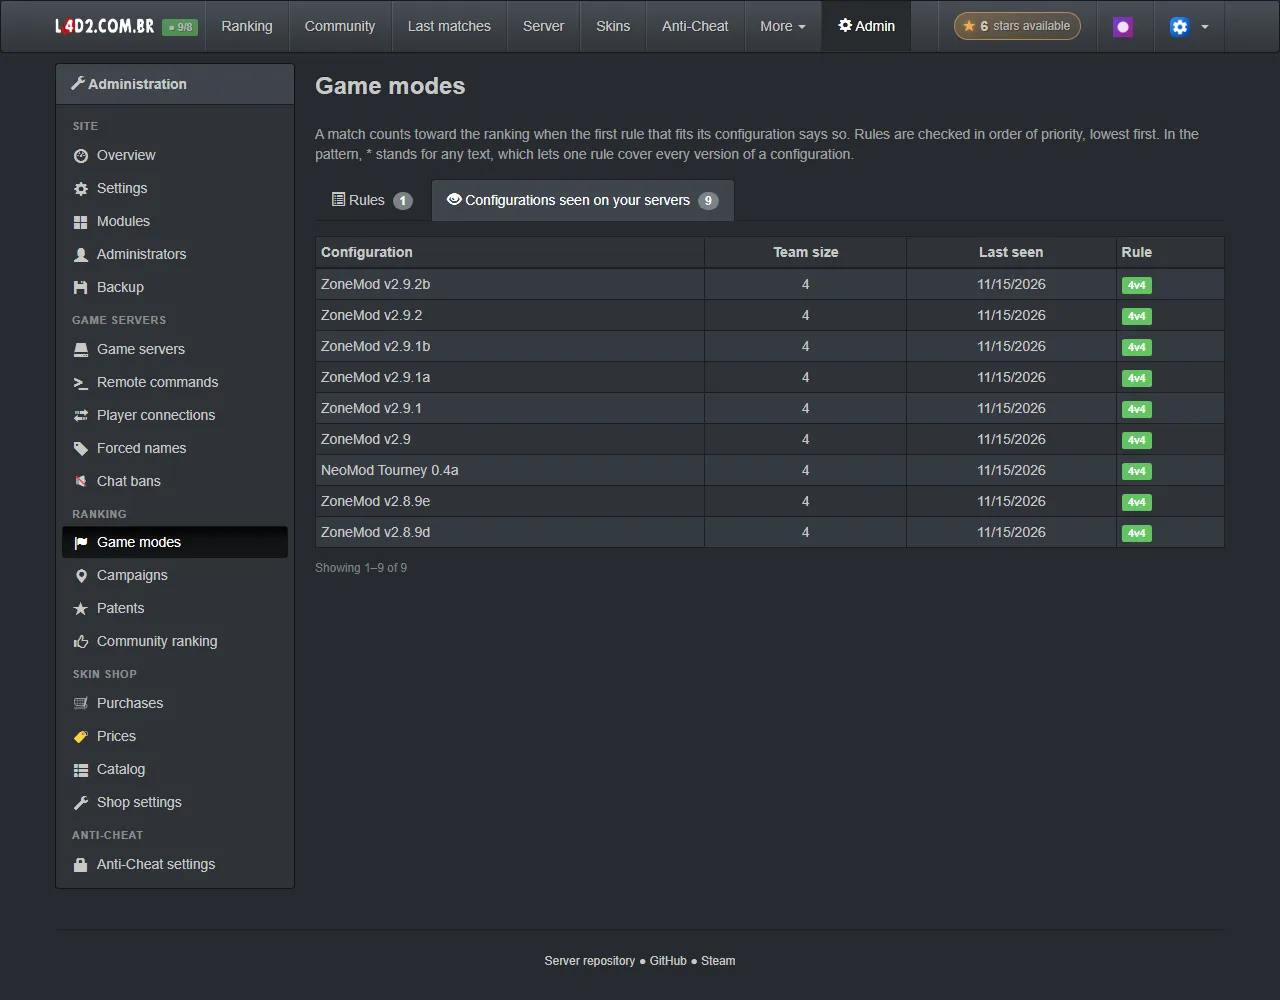 L4D2.COM.BR 9/8 Ranking Community Last matches Server Skins Anti-Cheat More Admin 6 stars available
Administration
SITE
Overview
Settings
Modules
Administrators
Backup
GAME SERVERS
Game servers
Remote commands
Player connections
Forced names
Chat bans
RANKING
Game modes
Campaigns
Patents
Community ranking
SKIN SHOP
Purchases
Prices
Catalog
Shop settings
ANTI-CHEAT
Anti-Cheat settings
Game modes
A match counts toward the ranking when the first rule that fits its configuration says so. Rules are checked in order of priority, lowest first. In the
pattern, * stands for any text, which lets one rule cover every version of a configuration.
Rules 1 Configurations seen on your servers 9
Configuration Team size Last seen Rule
ZoneMod v2.9.2b 4 11/15/2026 4v4
ZoneMod v2.9.2 4 11/15/2026 4v4
ZoneMod v2.9.1b 4 11/15/2026 4v4
ZoneMod v2.9.1a 4 11/15/2026 4v4
ZoneMod v2.9.1 4 11/15/2026 4v4
ZoneMod v2.9 4 11/15/2026 4v4
NeoMod Tourney 0.4a 4 11/15/2026 4v4
ZoneMod v2.8.9e 4 11/15/2026 4v4
ZoneMod v2.8.9d 4 11/15/2026 4v4
Showing 1–9 of 9
Server repository ● GitHub ● Steam